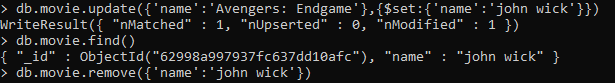 > db.movie.update({'name':'Avengers: Endgame'},{$set:{'name':'john wick'}})
WriteResult({ "nMatched" : 1, "nUpserted" : 0, "nModified" : 1 })
> db.movie.find()
{ "_id" : ObjectId("62998a997937fc637dd10afc"), "name" : "john wick" }
> db.movie.remove({'name':'john wick'})